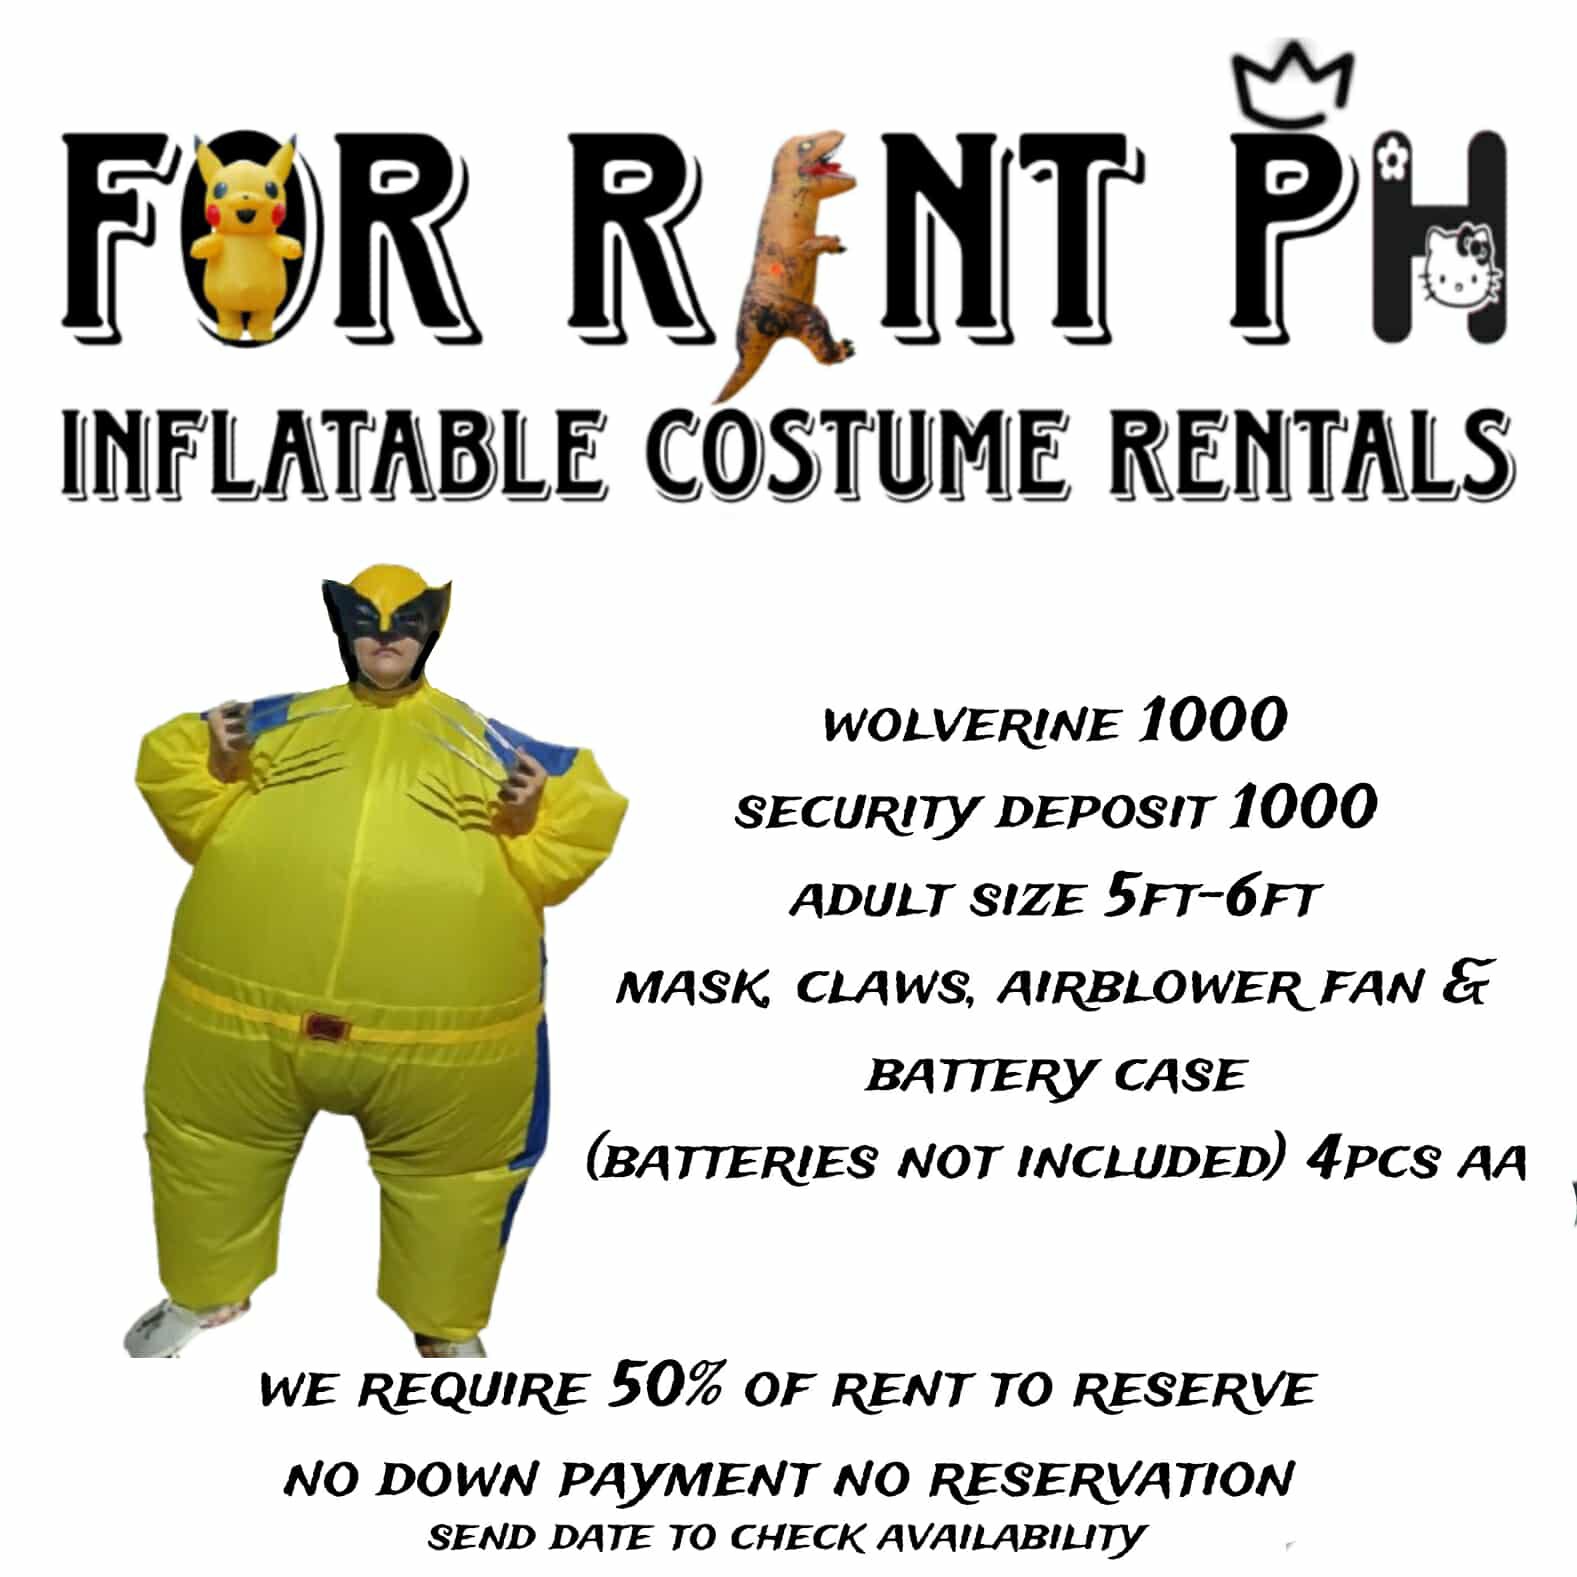 FOR RENT PH
INFLATABLE COSTUME RENTALS
WOLVERINE 1000
SECURITY DEPOSIT 1000
ADULT SIZE 5FT-6FT
MASK, CLAWS, AIRBLOWER FAN &
BATTERY CASE
(BATTERIES NOT INCLUDED) 4PCS AA
WE REQUIRE 50% OF RENT TO RESERVE
NO DOWN PAYMENT NO RESERVATION
SEND DATE TO CHECK AVAILABILITY